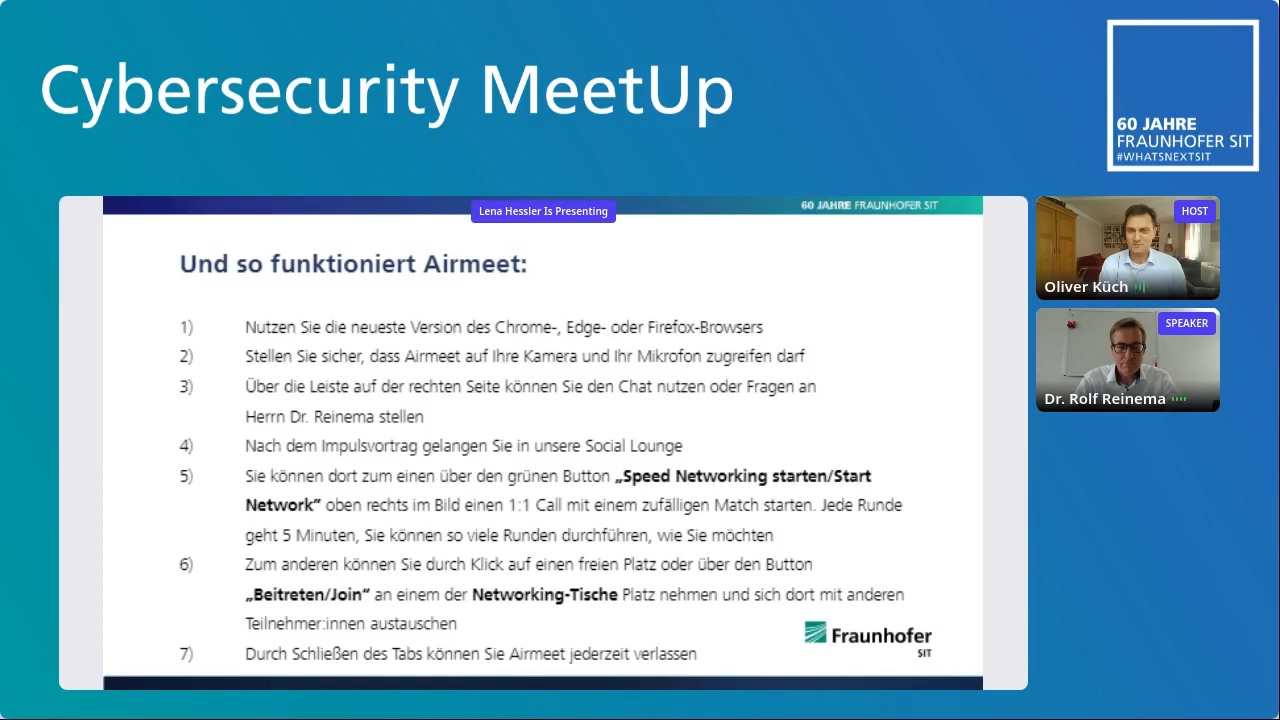 Cybersecurity MeetUp
60 JAHRE
FRAUNHOFER SIT
#WHATSNEXTSIT
Lena Hessler Is Presenting
60 JAHRE FRAUNHOFER SIT
Und so funktioniert Airmeet:
1) Nutzen Sie die neueste Version des Chrome-, Edge- oder Firefox-Browsers
2) Stellen Sie sicher, dass Airmeet auf Ihre Kamera und Ihr Mikrofon zugreifen darf
3) Über die Leiste auf der rechten Seite können Sie den Chat nutzen oder Fragen an
Herrn Dr. Reinema stellen
4) Nach dem Impulsvortrag gelangen Sie in unsere Social Lounge
5) Sie können dort zum einen über den grünen Button „Speed Networking starten/Start
Network“ oben rechts im Bild einen 1:1 Call mit einem zufälligen Match starten. Jede Runde
geht 5 Minuten, Sie können so viele Runden durchführen, wie Sie möchten
6) Zum anderen können Sie durch Klick auf einen freien Platz oder über den Button
„Beitreten/Join“ an einem der Networking-Tische Platz nehmen und sich dort mit anderen
Teilnehmer:innen austauschen
7) Durch Schließen des Tabs können Sie Airmeet jederzeit verlassen
Fraunhofer
SIT
HOST
Oliver Küch
SPEAKER
Dr. Rolf Reinema